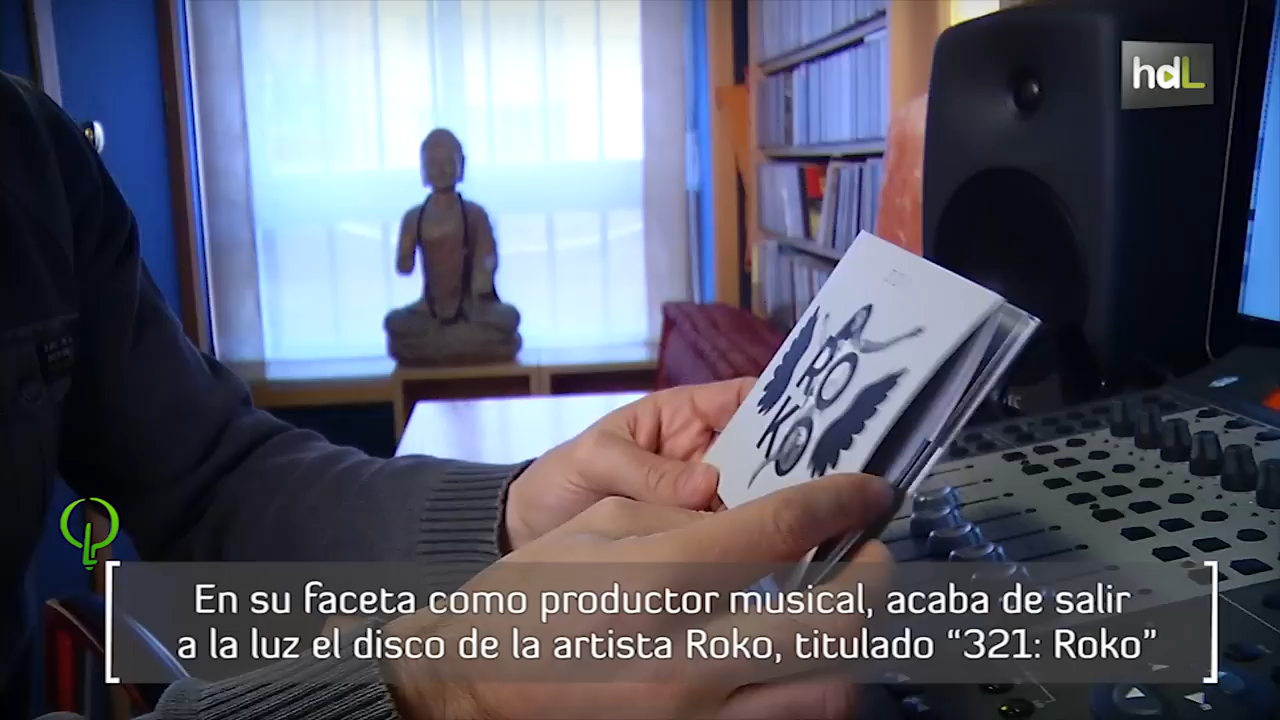 hdL
RO
KO
En su faceta como productor musical, acaba de salir
a la luz el disco de la artista Roko, titulado “321: Roko”